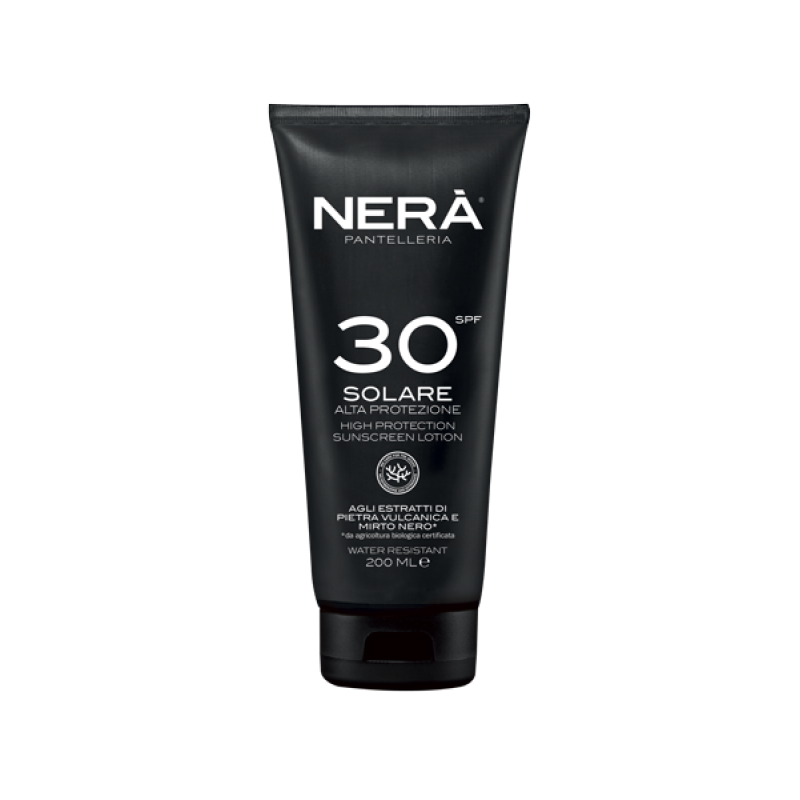 NERÀ®
PANTELLERIA
30 SPF
SOLARE
ALTA PROTEZIONE
HIGH PROTECTION
SUNSCREEN LOTION
AGLI ESTRATTI DI
PIETRA VULCANICA E
MIRTO NERO*
*da agricoltura biologica certificata
WATER RESISTANT
200 ML e